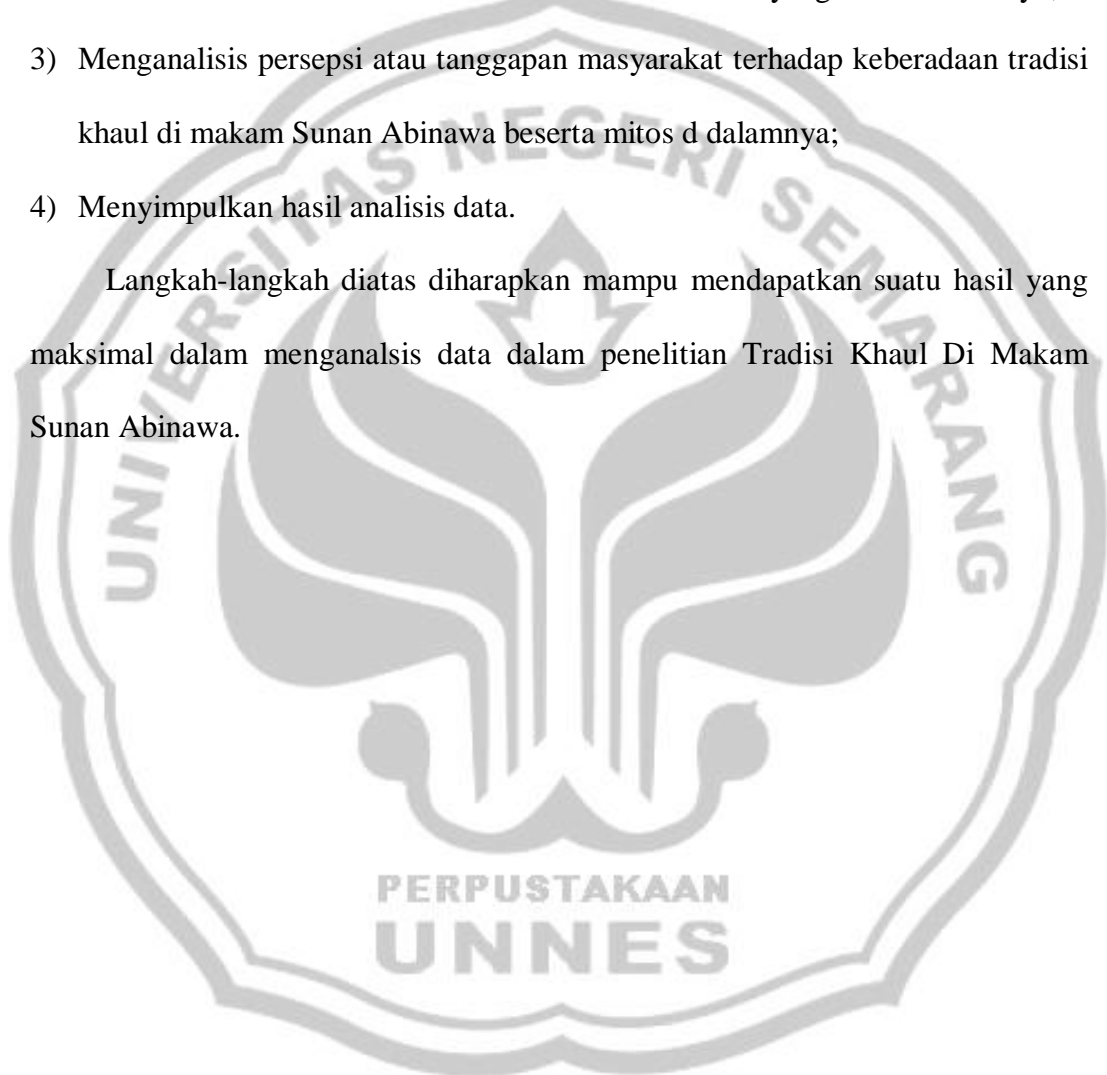 3) Menganalisis persepsi atau tanggapan masyarakat terhadap keberadaan tradisi
khaul di makam Sunan Abinawa beserta mitos d dalamnya;
4) Menyimpulkan hasil analisis data.
Langkah-langkah diatas diharapkan mampu mendapatkan suatu hasil yang
maksimal dalam menganalsis data dalam penelitian Tradisi Khaul Di Makam
Sunan Abinawa.
UNIVERSITAS NEGERI SEMARANG
PERPUSTAKAAN
UNNES